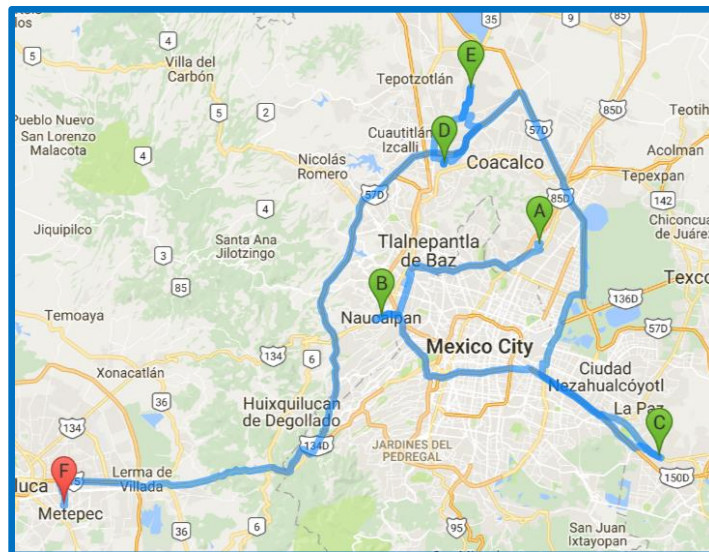 los
5
Villa del
Carbón
35
9
85
E
Tepotzotlán
5
2
85D
Teotih
Pueblo Nuevo
San Lorenzo
Malacota
4
Cuautitlán
Izcalli
D
57D
Nicolás
Romero
Coacalco
Acolman
Tepexpan
57D
4
A
85D
142
Chiconcua
de Juárez
Jiquipilco
3
Santa Ana
Jilotzingo
Tlalnepantla
de Baz
Texco
85
B
136D
Temoaya
Naucalpan
57D
134
6
Mexico City
Xonacatlán
Ciudad
Nezahualcóyotl
36
Huixquilucan
de Degollado
La Paz
C
134
134D
JARDINES DEL
PEDREGAL
F
luca
Lerma de
Villada
150D
Metepec
36
6
95
San Juan
Ixtayopan